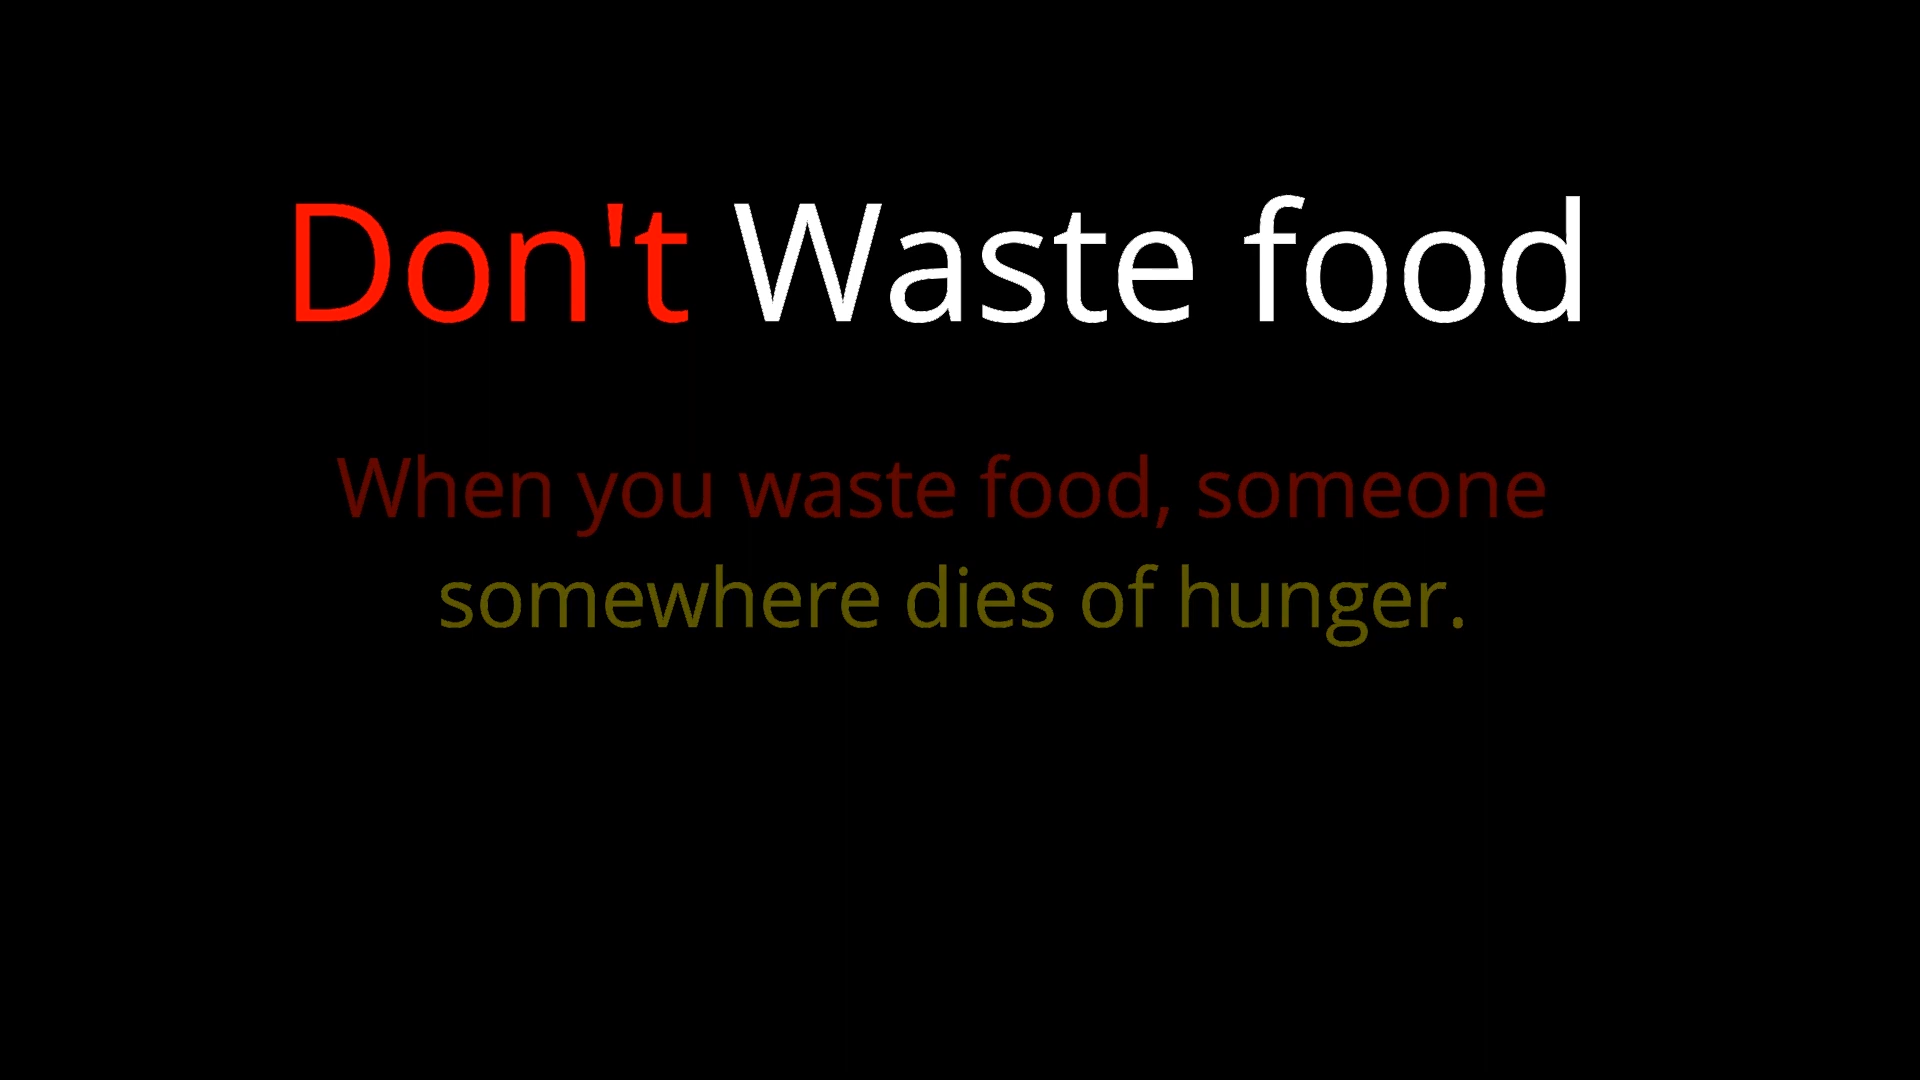 Don't Waste food
When you waste food, someone
somewhere dies of hunger.